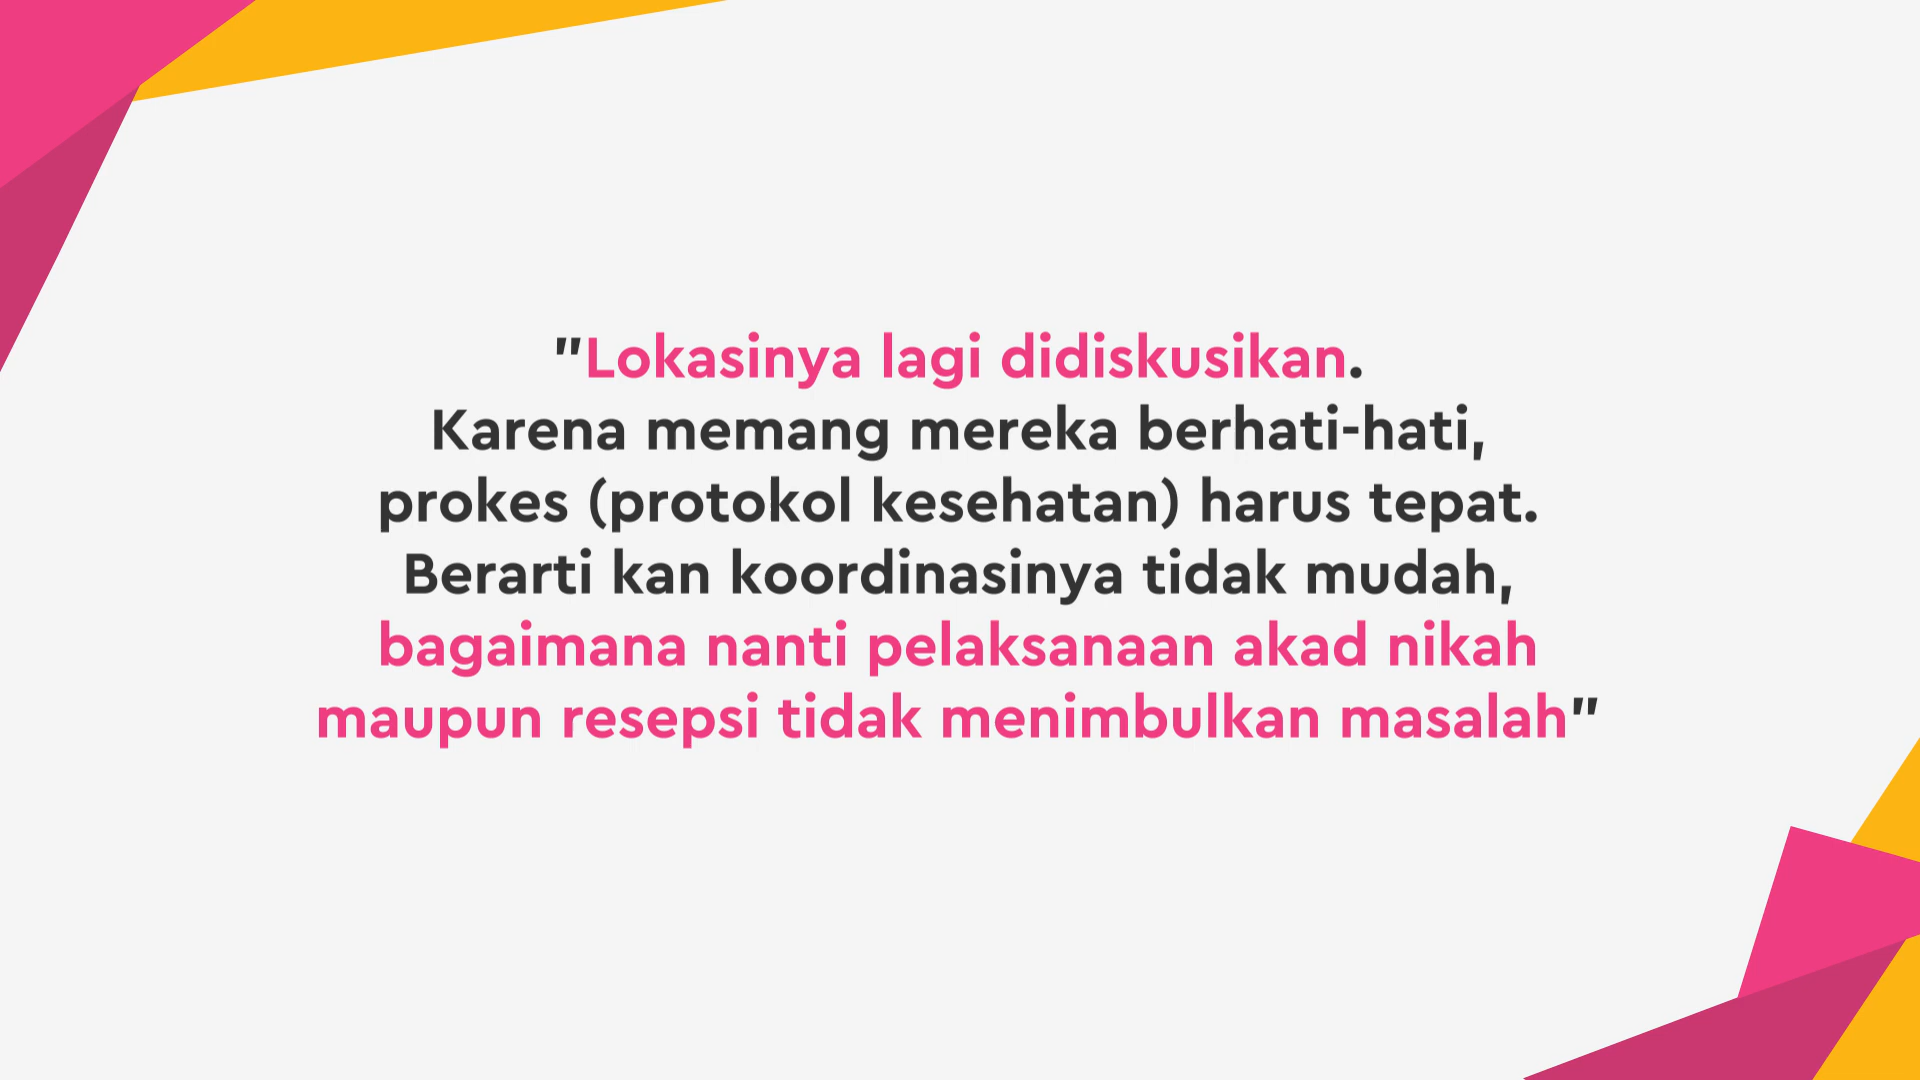 "Lokasinya lagi didiskusikan.
Karena memang mereka berhati-hati,
prokes (protokol kesehatan) harus tepat.
Berarti kan koordinasinya tidak mudah,
bagaimana nanti pelaksanaan akad nikah
maupun resepsi tidak menimbulkan masalah"